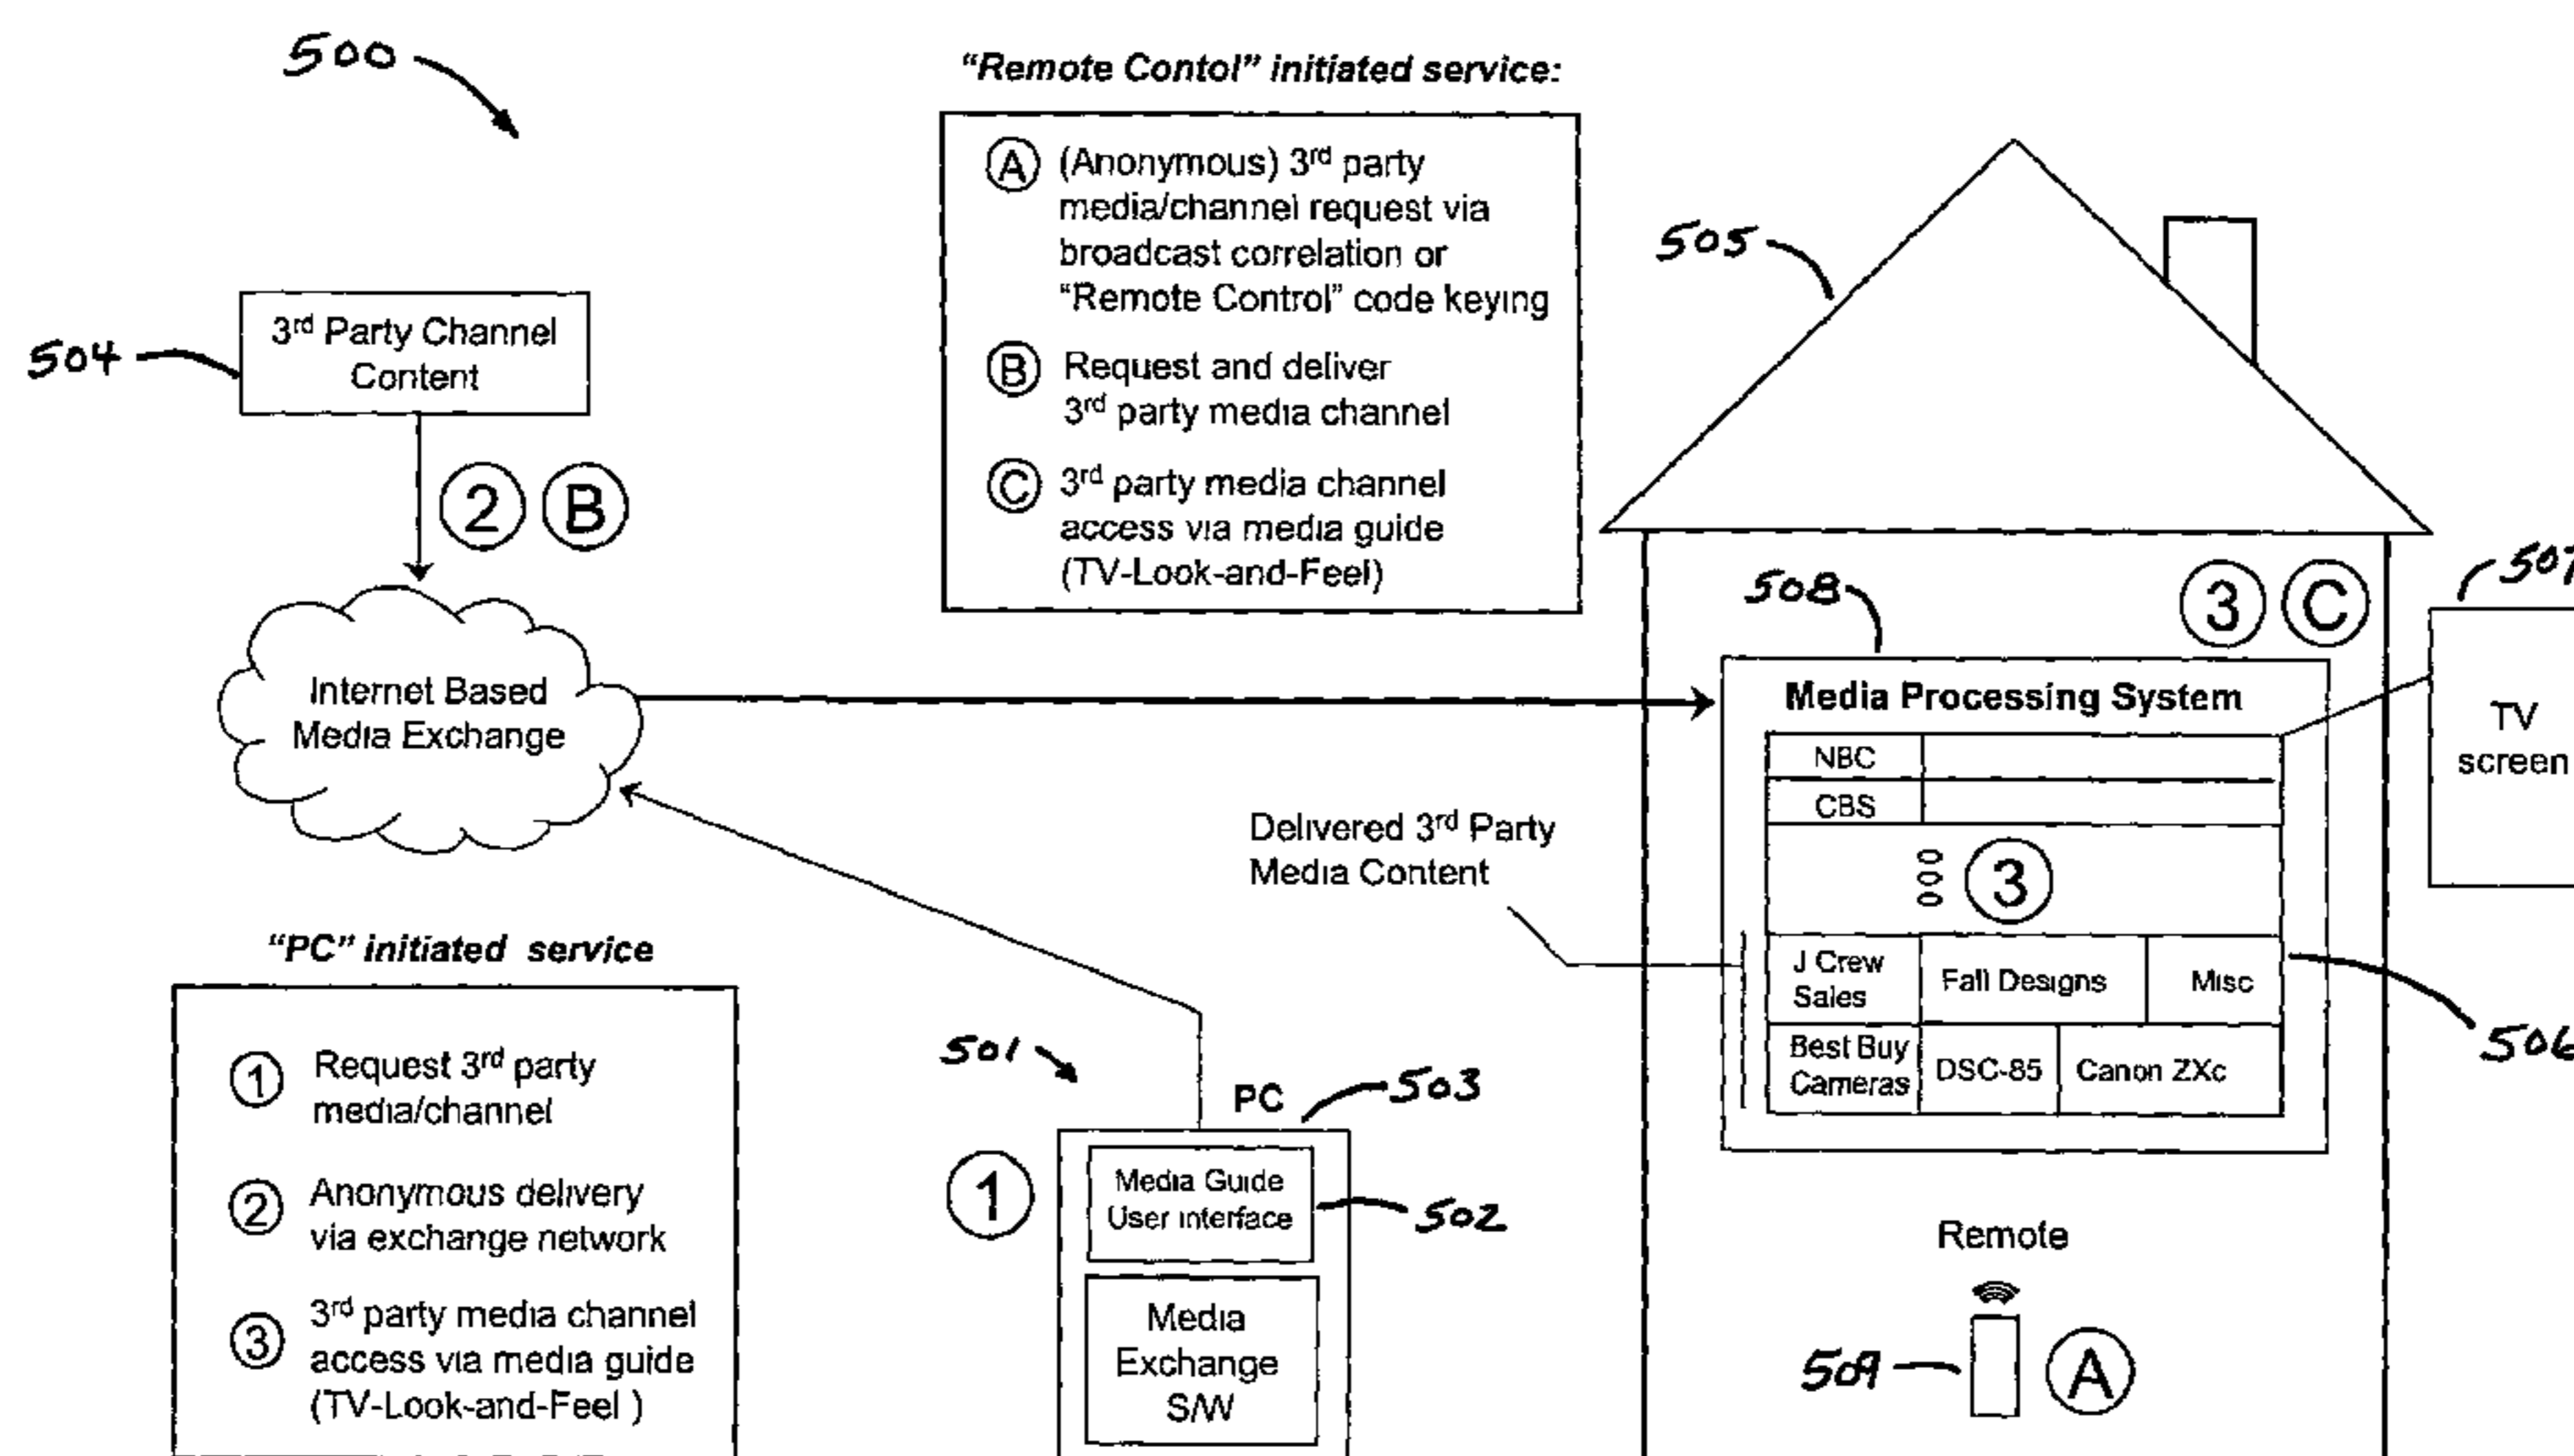 500
“Remote Contol” initiated service:
A (Anonymous) 3rd party
media/channel request via
broadcast correlation or
“Remote Control” code keying
B Request and deliver
3rd party media channel
C 3rd party media channel
access via media guide
(TV-Look-and-Feel)
505
504
3rd Party Channel
Content
2 B
Internet Based
Media Exchange
508
3 C
507
Media Processing System
NBC
CBS
3
J Crew
Sales
Fall Designs
Misc
Best Buy
Cameras
DSC-85
Canon ZXc
TV
screen
506
Delivered 3rd Party
Media Content
“PC” initiated service
1 Request 3rd party
media/channel
2 Anonymous delivery
via exchange network
3 3rd party media channel
access via media guide
(TV-Look-and-Feel )
501
PC
503
1
Media Guide
User interface
502
Media
Exchange
S/W
Remote
509
A